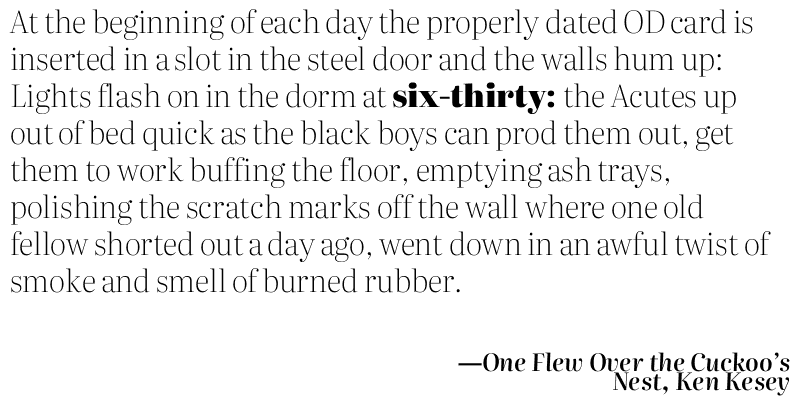 At the beginning of each day the properly dated OD card is
inserted in a slot in the steel door and the walls hum up:
Lights flash on in the dorm at six-thirty: the Acutes up
out of bed quick as the black boys can prod them out, get
them to work buffing the floor, emptying ash trays,
polishing the scratch marks off the wall where one old
fellow shorted out a day ago, went down in an awful twist of
smoke and smell of burned rubber.
—One Flew Over the Cuckoo’s
Nest, Ken Kesey